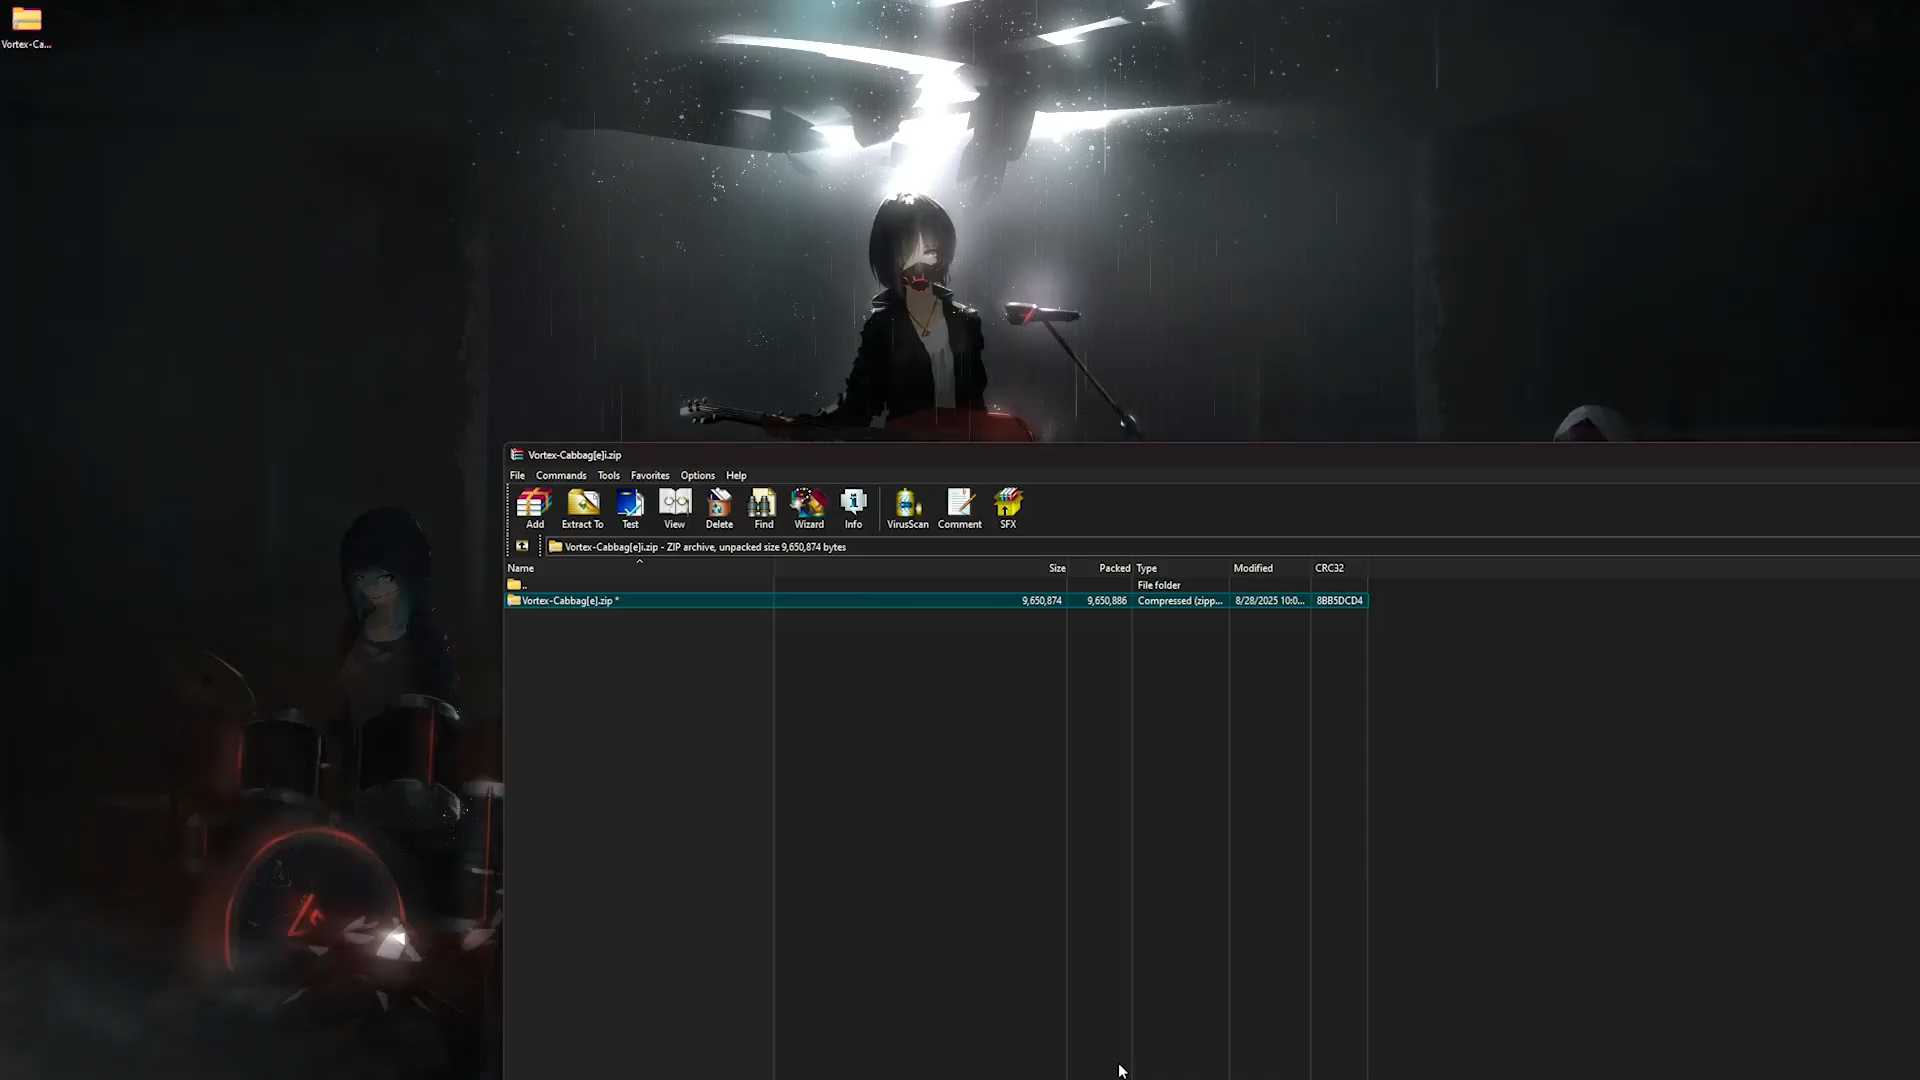 Vortex-Ca...
Vortex-Cabbag[e]i.zip
File Commands Tools Favorites Options Help
Add Extract To Test View Delete Find Wizard Info VirusScan Comment SFX
Vortex-Cabbag[e]i.zip - ZIP archive, unpacked size 9,650,874 bytes
Name Size Packed Type Modified CRC32
.. File folder
Vortex-Cabbag[e].zip * 9,650,874 9,650,886 Compressed (zipp... 8/28/2025 10:0... 8BB5DCD4